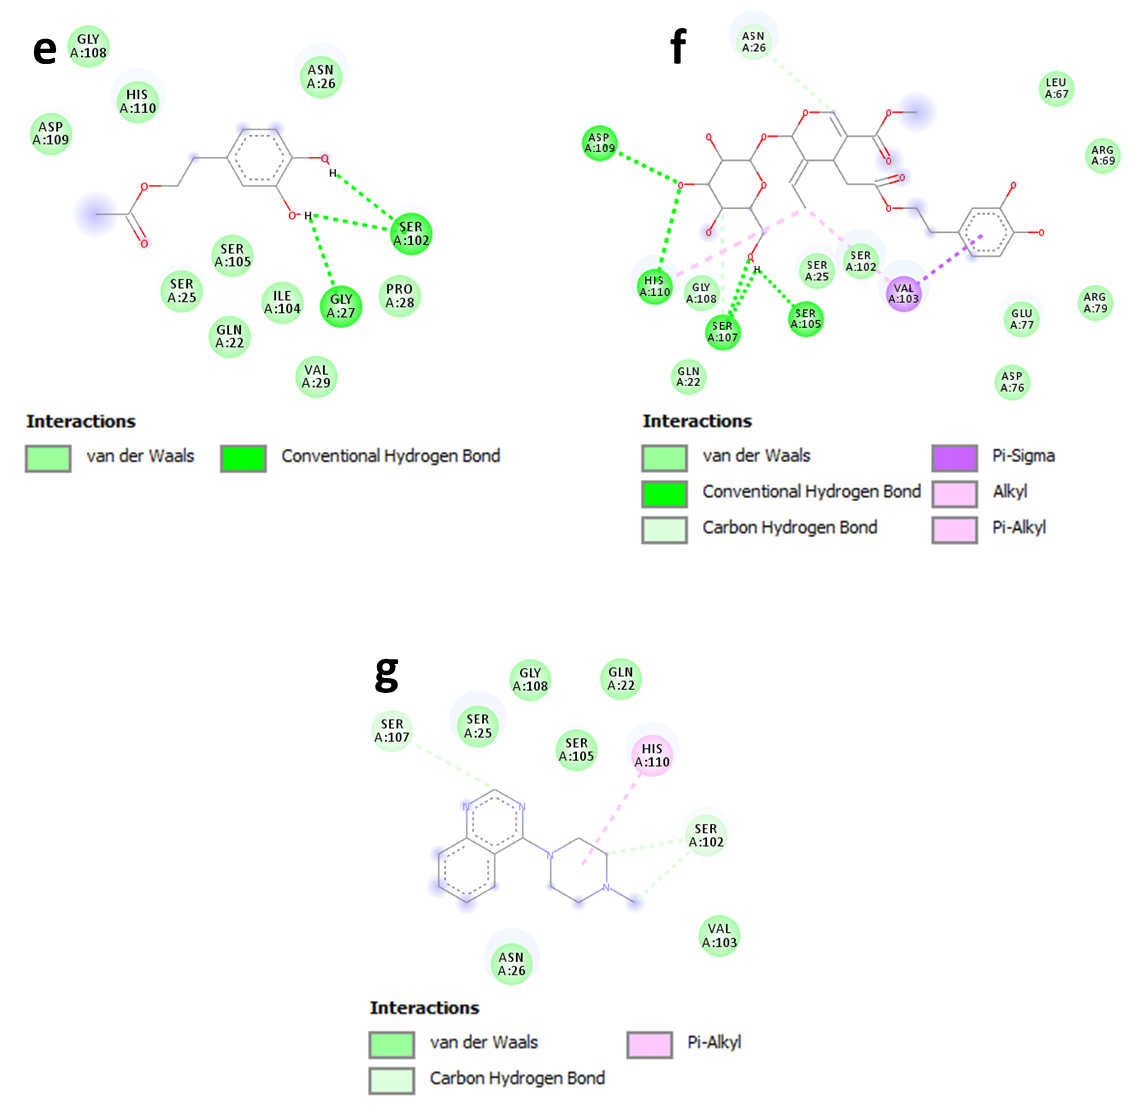 e
GLY
A:108
HIS
A:110
ASN
A:26
ASP
A:109
O
H
O
H
O
O
SER
A:102
SER
A:105
SER
A:25
ILE
A:104
GLY
A:27
PRO
A:28
GLN
A:22
VAL
A:29
Interactions
van der Waals
Conventional Hydrogen Bond
f
ASN
A:26
LEU
A:67
ASP
A:109
ARG
A:69
O
O
O
O
O
O
O
O
O
O
O
O
O
H
HIS
A:110
GLY
A:108
SER
A:25
SER
A:102
VAL
A:103
SER
A:107
SER
A:105
GLU
A:77
ARG
A:79
GLN
A:22
ASP
A:76
Interactions
van der Waals
Pi-Sigma
Conventional Hydrogen Bond
Alkyl
Carbon Hydrogen Bond
Pi-Alkyl
g
GLY
A:108
GLN
A:22
SER
A:107
SER
A:25
SER
A:105
HIS
A:110
N
N
N
N
SER
A:102
VAL
A:103
ASN
A:26
Interactions
van der Waals
Pi-Alkyl
Carbon Hydrogen Bond